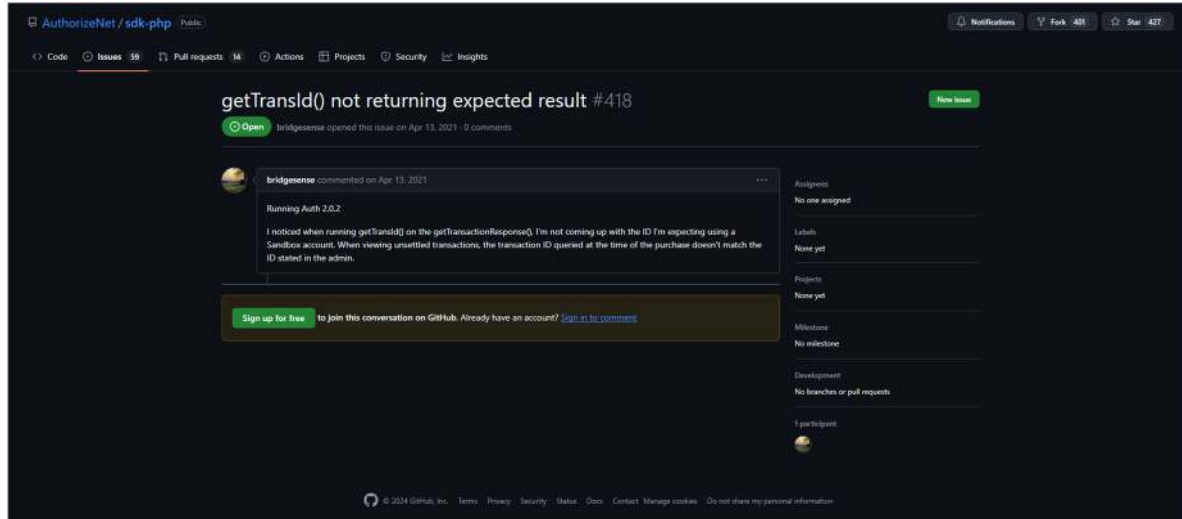 AuthorizeNet / sdk-php Public
Notifications Fork 401 Star 427
Code Issues 59 Pull requests 14 Actions Projects Security Insights
getTransId() not returning expected result #418
New issue
Open bridgesense opened this issue on Apr 13, 2021 · 0 comments
bridgesense commented on Apr 13, 2021 ···
Running Auth 2.0.2
I noticed when running getTransId() on the getTransactionResponse(), I'm not coming up with the ID I'm expecting using a
Sandbox account. When viewing unsettled transactions, the transaction ID queried at the time of the purchase doesn't match the
ID stated in the admin.
Sign up for free to join this conversation on GitHub. Already have an account? Sign in to comment
Assignees
No one assigned
Labels
None yet
Projects
None yet
Milestone
No milestone
Development
No branches or pull requests
1 participant
© 2024 GitHub, Inc. Terms Privacy Security Status Docs Contact Manage cookies Do not share my personal information